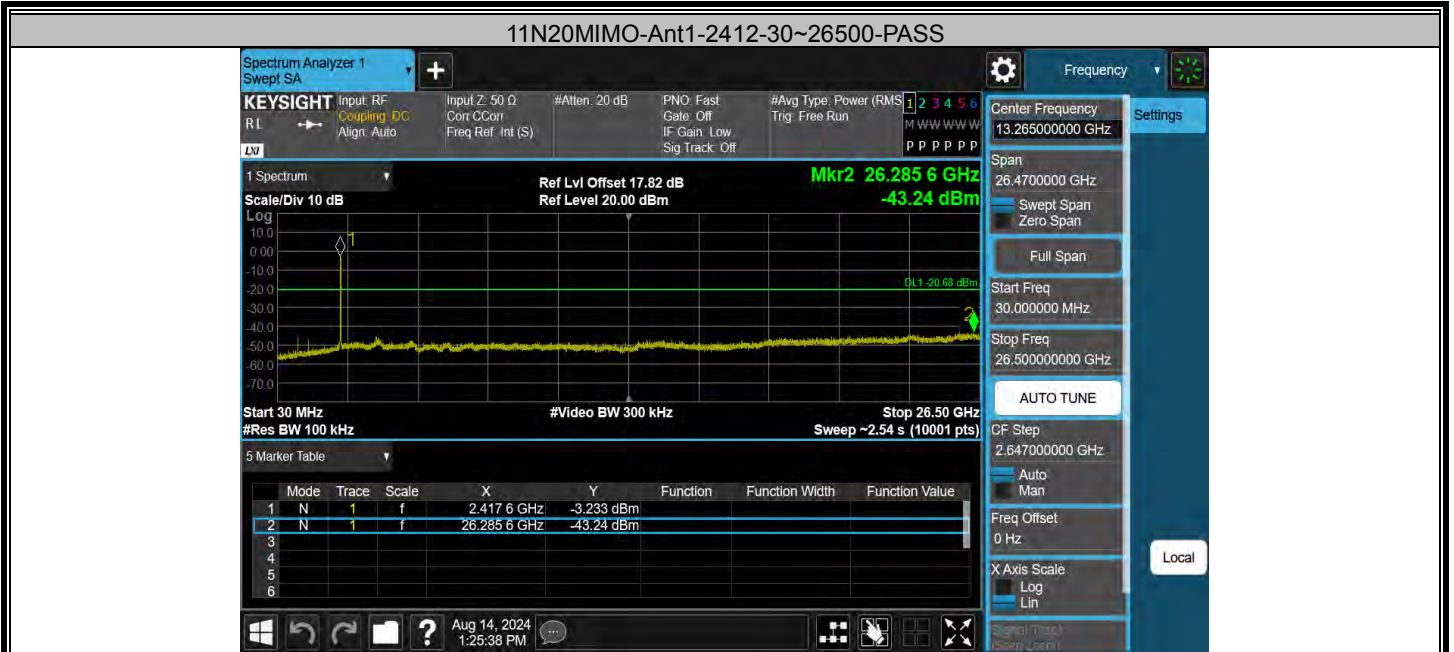 11N20MIMO-Ant1-2412-30~26500-PASS
Spectrum Analyzer 1
Swept SA
Frequency
KEYSIGHT
RL
LXI
Input: RF
Coupling: DC
Align: Auto
Input Z: 50 Ω
Corr CCorr
Freq Ref: Int (S)
#Atten: 20 dB
PNO: Fast
Gate: Off
IF Gain: Low
Sig Track: Off
#Avg Type: Power (RMS
Trig: Free Run
1 2 3 4 5 6
M W W W W W
P P P P P P
1 Spectrum
Scale/Div 10 dB
Log
Ref Lvl Offset 17.82 dB
Ref Level 20.00 dBm
Mkr2 26.285 6 GHz
-43.24 dBm
10.0
0.00
-10.0
-20.0
-30.0
-40.0
-50.0
-60.0
-70.0
1
DL1 -20.68 dBm
2
Start 30 MHz
#Res BW 100 kHz
#Video BW 300 kHz
Stop 26.50 GHz
Sweep ~2.54 s (10001 pts)
5 Marker Table
Mode Trace Scale X Y Function Function Width Function Value
1 N 1 f 2.417 6 GHz -3.233 dBm
2 N 1 f 26.285 6 GHz -43.24 dBm
3
4
5
6
Aug 14, 2024
1:25:38 PM
Center Frequency
13.265000000 GHz
Settings
Span
26.4700000 GHz
Swept Span
Zero Span
Full Span
Start Freq
30.000000 MHz
Stop Freq
26.500000000 GHz
AUTO TUNE
CF Step
2.647000000 GHz
Auto
Man
Freq Offset
0 Hz
X Axis Scale
Log
Lin
Signal Track
(Span Zoom)
Local